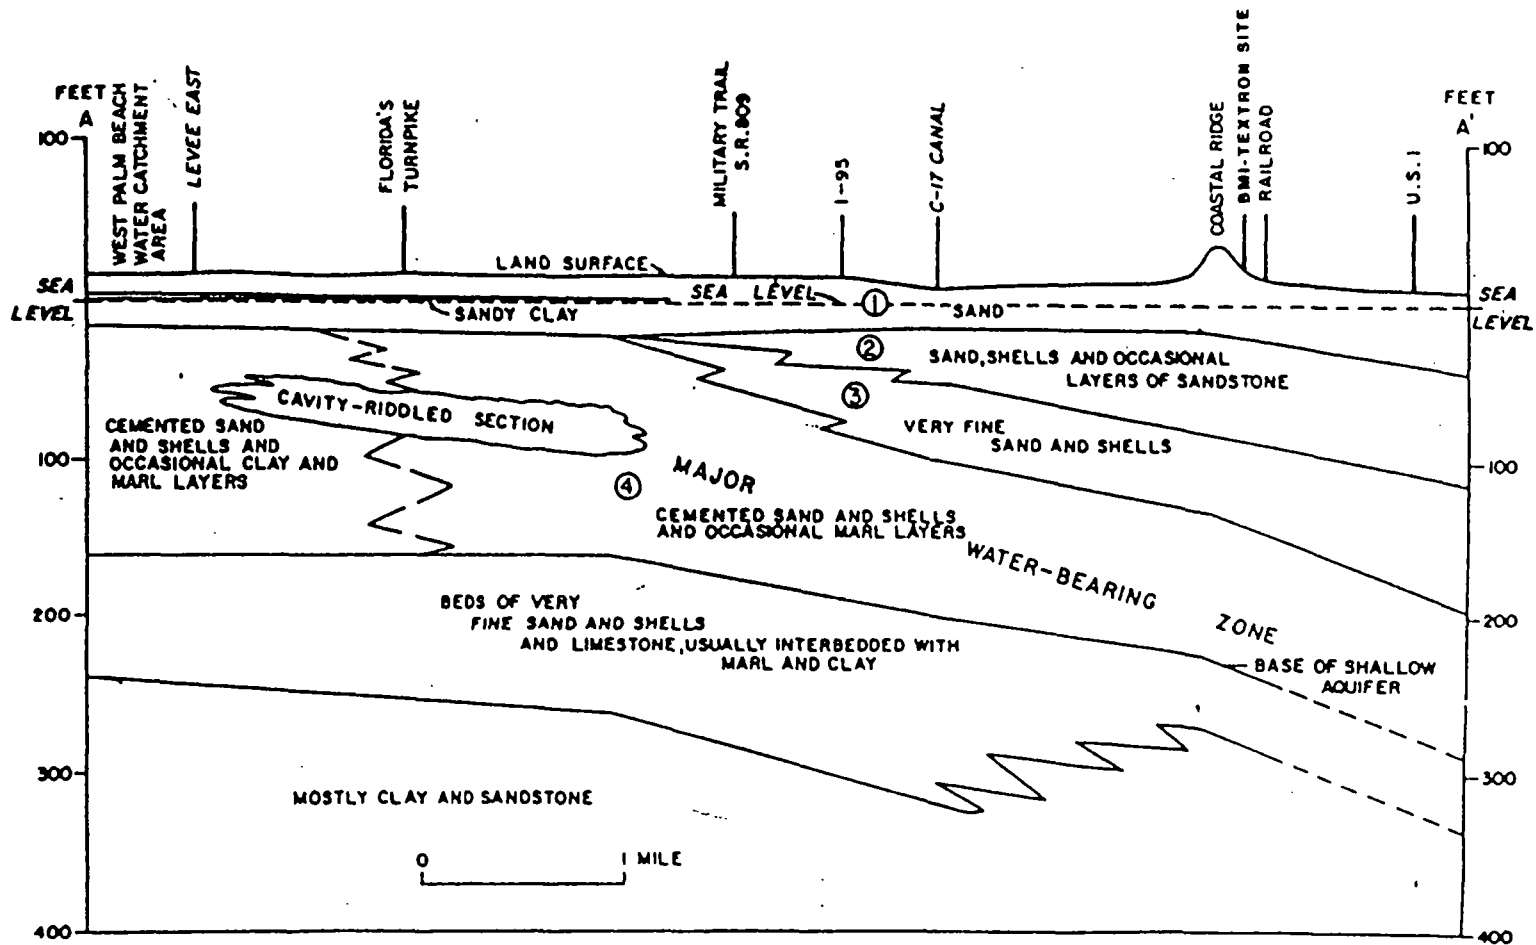 FEET
A
100
WEST PALM BEACH
WATER CATCHMENT
AREA
LEVEE EAST
FLORIDA'S
TURNPIKE
MILITARY TRAIL
S.R. 809
I-95
C-17 CANAL
COASTAL RIDGE
BMI-TEXTRON SITE
RAILROAD
U.S. 1
FEET
A'
100
LAND SURFACE
SEA
LEVEL
SEA LEVEL
1
SAND
SEA
LEVEL
SANDY CLAY
2
SAND, SHELLS AND OCCASIONAL
LAYERS OF SANDSTONE
3
VERY FINE
SAND AND SHELLS
CAVITY-RIDDLED SECTION
CEMENTED SAND
AND SHELLS AND
OCCASIONAL CLAY AND
MARL LAYERS
100
100
4
MAJOR
CEMENTED SAND AND SHELLS
AND OCCASIONAL MARL LAYERS
WATER-BEARING
ZONE
200
200
BEDS OF VERY
FINE SAND AND SHELLS
AND LIMESTONE, USUALLY INTERBEDDED WITH
MARL AND CLAY
BASE OF SHALLOW
AQUIFER
300
300
MOSTLY CLAY AND SANDSTONE
0
1 MILE
400
400